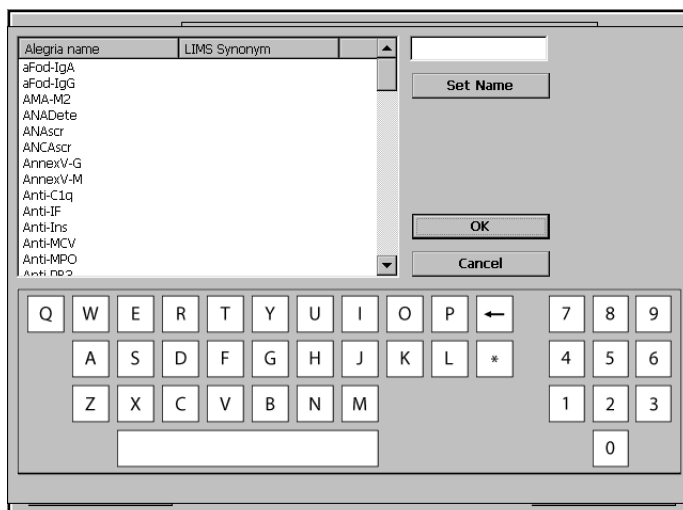 Alegria name LIMS Synonym
aFod-IgA
aFod-IgG
AMA-M2
ANADete
ANAscr
ANCAscr
AnnexV-G
AnnexV-M
Anti-C1q
Anti-IF
Anti-Ins
Anti-MCV
Anti-MPO
Anti-PR3
Set Name
OK
Cancel
Q W E R T Y U I O P ← 7 8 9
A S D F G H J K L * 4 5 6
Z X C V B N M 1 2 3
0